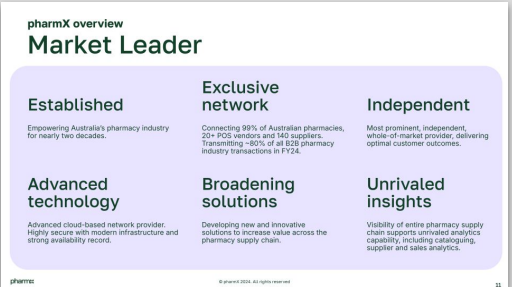 pharmX overview
Market Leader
Established
Empowering Australia's pharmacy industry
for nearly two decades.
Exclusive
network
Connecting 99% of Australian pharmacies,
20+ POS vendors and 140 suppliers.
Transmitting ~80% of all B2B pharmacy
industry transactions in FY24.
Independent
Most prominent, independent,
whole-of-market provider, delivering
optimal customer outcomes.
Advanced
technology
Advanced cloud-based network provider.
Highly secure with modern infrastructure and
strong availability record.
Broadening
solutions
Developing new and innovative
solutions to increase value across the
pharmacy supply chain.
Unrivaled
insights
Visibility of entire pharmacy supply
chain supports unrivaled analytics
capability, including cataloguing,
supplier and sales analytics.
pharmx
© pharmX 2024. All rights reserved
11